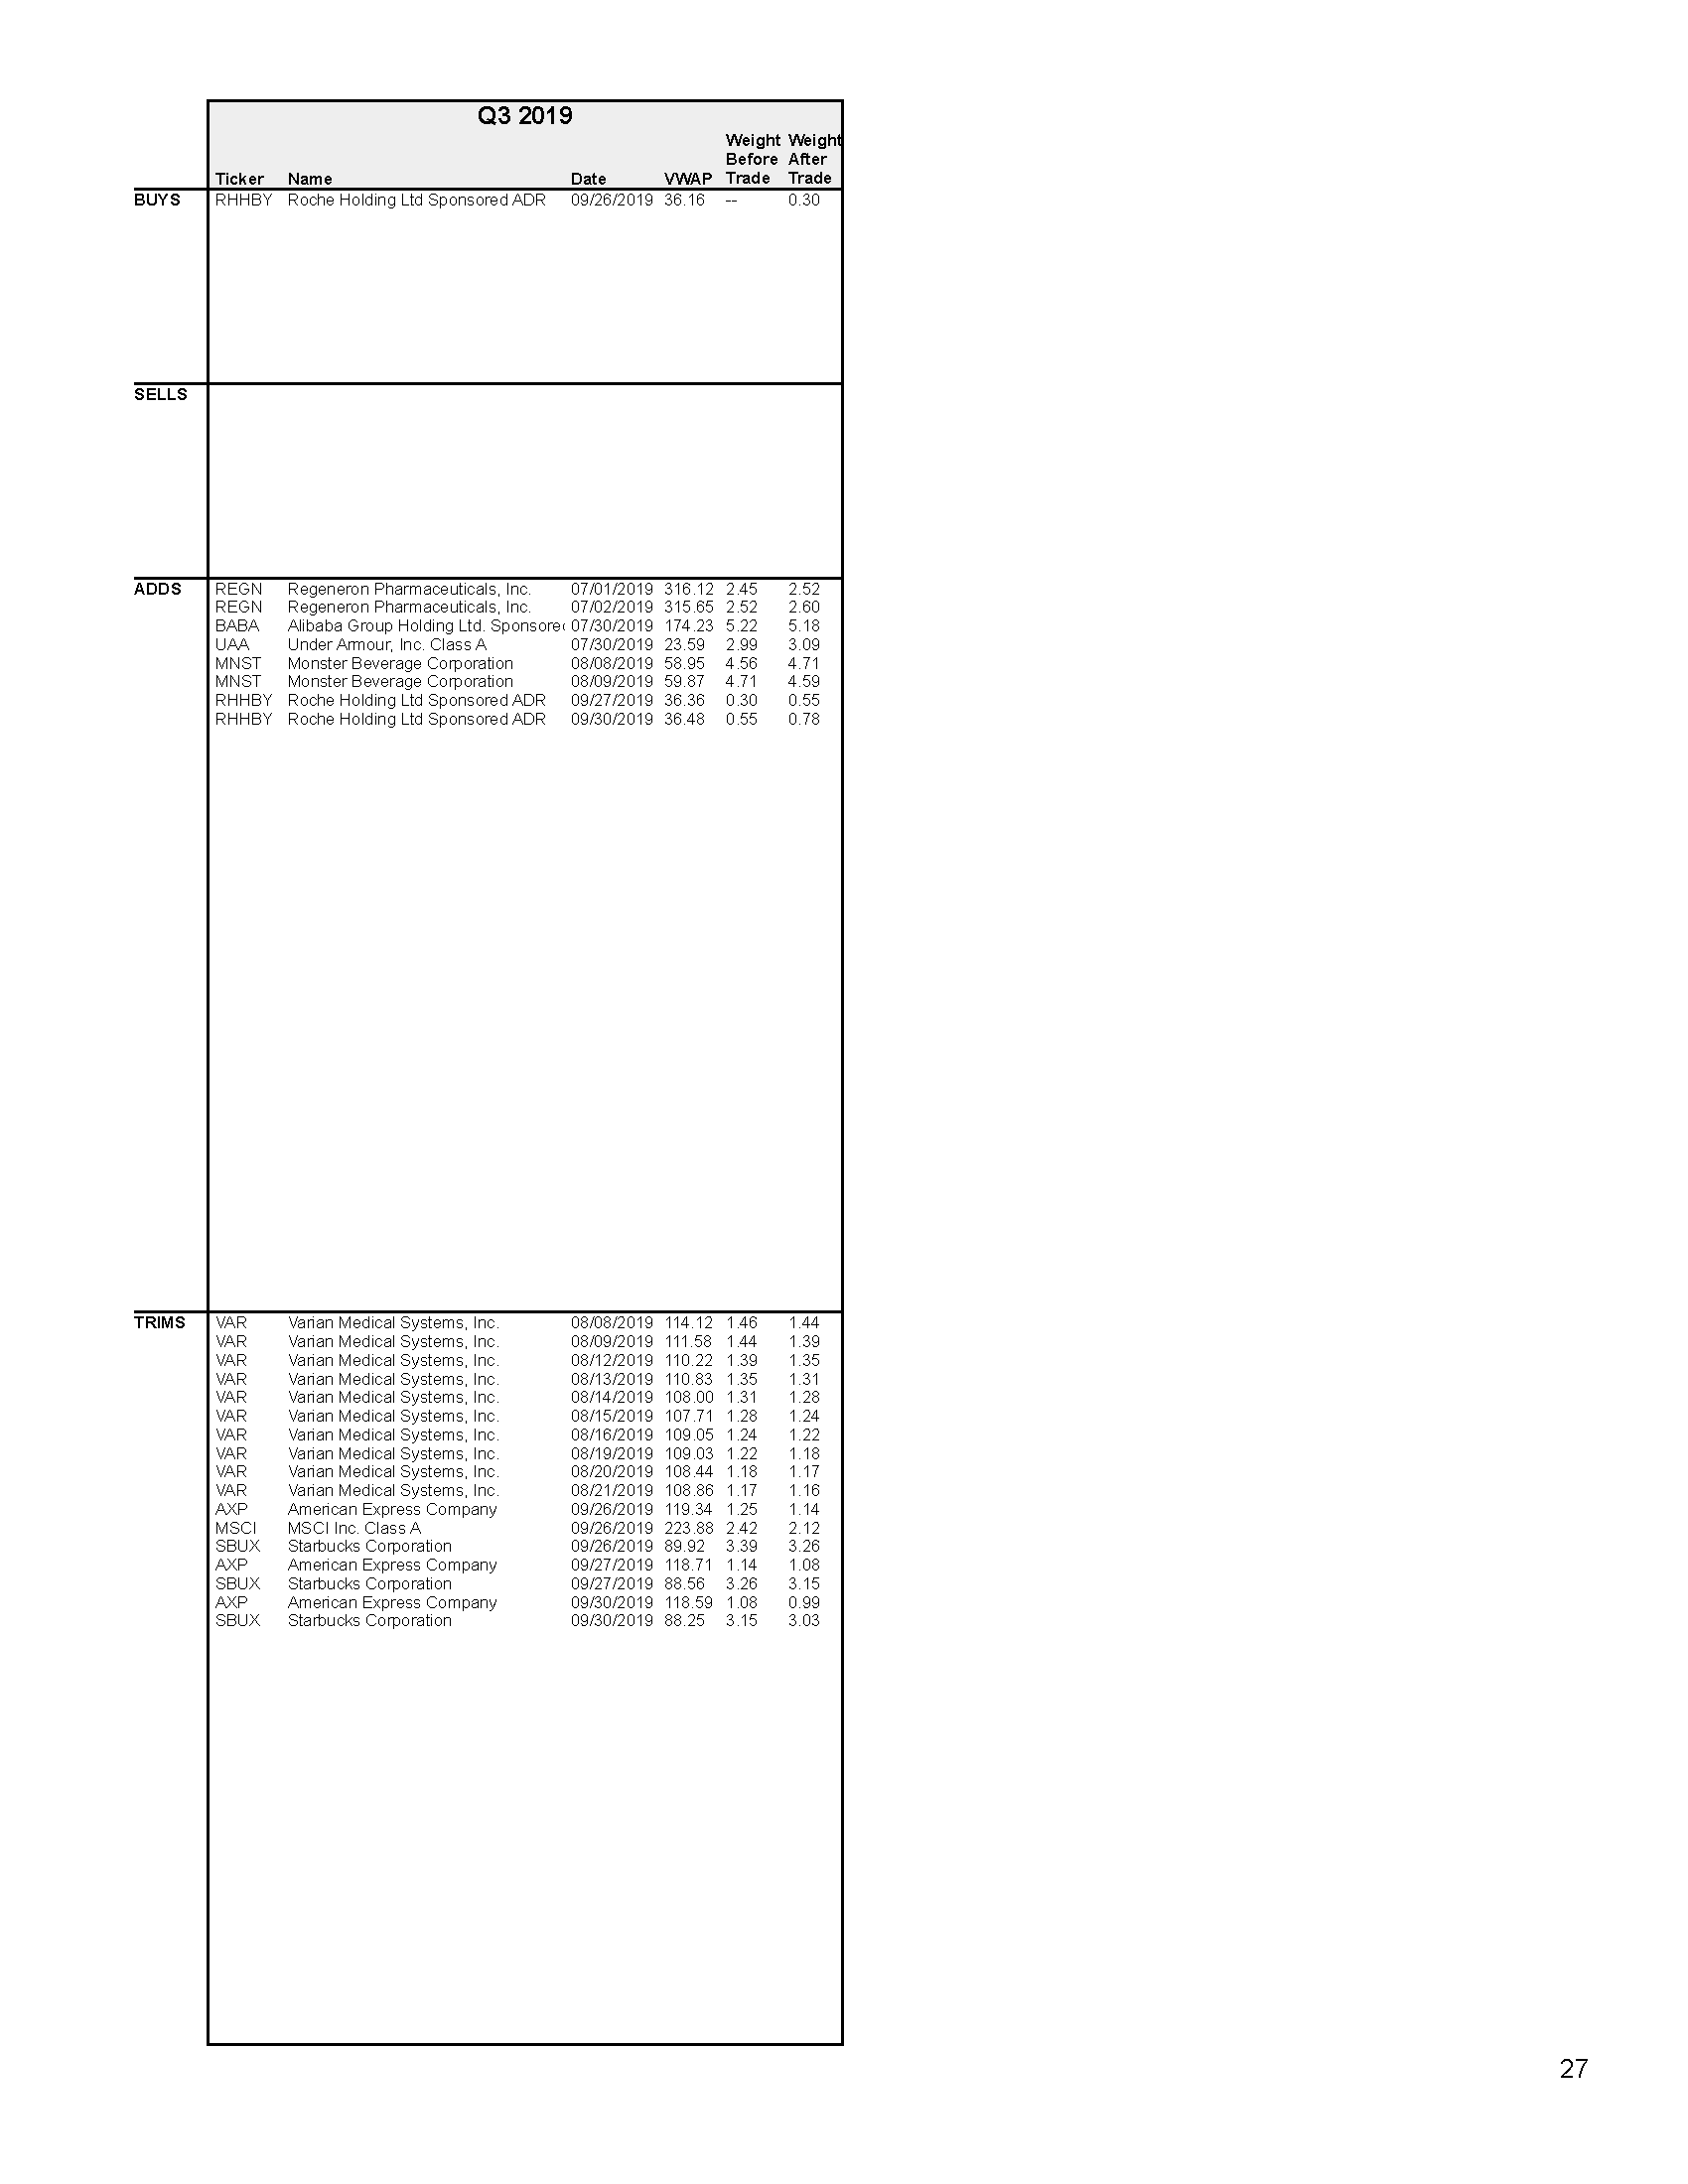 Q3 2019
Weight Weight
Before After
Ticker Name Date VWAP Trade Trade
BUYS RHHBY Roche Holding Ltd Sponsored ADR 09/26/2019 36.16 -- 0.30
SELLS
ADDS REGN Regeneron Pharmaceuticals, Inc. 07/01/2019 316.12 2.45 2.52
REGN Regeneron Pharmaceuticals, Inc. 07/02/2019 315.65 2.52 2.60
BABA Alibaba Group Holding Ltd. Sponsored 07/30/2019 174.23 5.22 5.18
UAA Under Armour, Inc. Class A 07/30/2019 23.59 2.99 3.09
MNST Monster Beverage Corporation 08/08/2019 58.95 4.56 4.71
MNST Monster Beverage Corporation 08/09/2019 59.87 4.71 4.59
RHHBY Roche Holding Ltd Sponsored ADR 09/27/2019 36.36 0.30 0.55
RHHBY Roche Holding Ltd Sponsored ADR 09/30/2019 36.48 0.55 0.78
TRIMS VAR Varian Medical Systems, Inc. 08/08/2019 114.12 1.46 1.44
VAR Varian Medical Systems, Inc. 08/09/2019 111.58 1.44 1.39
VAR Varian Medical Systems, Inc. 08/12/2019 110.22 1.39 1.35
VAR Varian Medical Systems, Inc. 08/13/2019 110.83 1.35 1.31
VAR Varian Medical Systems, Inc. 08/14/2019 108.00 1.31 1.28
VAR Varian Medical Systems, Inc. 08/15/2019 107.71 1.28 1.24
VAR Varian Medical Systems, Inc. 08/16/2019 109.05 1.24 1.22
VAR Varian Medical Systems, Inc. 08/19/2019 109.03 1.22 1.18
VAR Varian Medical Systems, Inc. 08/20/2019 108.44 1.18 1.17
VAR Varian Medical Systems, Inc. 08/21/2019 108.86 1.17 1.16
AXP American Express Company 09/26/2019 119.34 1.25 1.14
MSCI MSCI Inc. Class A 09/26/2019 223.88 2.42 2.12
SBUX Starbucks Corporation 09/26/2019 89.92 3.39 3.26
AXP American Express Company 09/27/2019 118.71 1.14 1.08
SBUX Starbucks Corporation 09/27/2019 88.56 3.26 3.15
AXP American Express Company 09/30/2019 118.59 1.08 0.99
SBUX Starbucks Corporation 09/30/2019 88.25 3.15 3.03
27